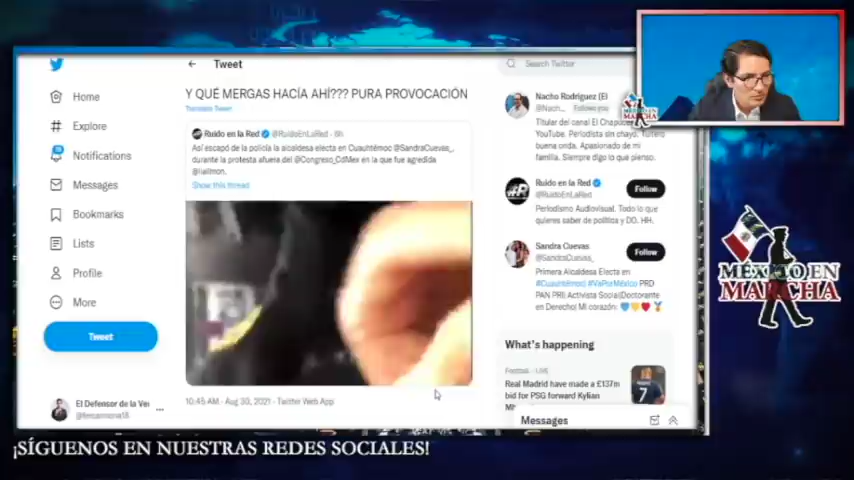 Tweet
Search Twitter
Home
Explore
Notifications
Messages
Bookmarks
Lists
Profile
More
Tweet
El Defensor de la Ver
Y QUÉ MERGAS HACÍA AHÍ??? PURA PROVOCACIÓN
Translate Tweet
Ruido en la Red @RuidoEnLaRed · 6h
Así escapó de la policía la alcaldesa electa en Cuauhtémoc @SandraCuevas_,
durante la protesta afuera del @Congreso_CdMex en la que fue agredida
Show this thread
10:45 AM · Aug 30, 2021 · Twitter Web App
Nacho Rodríguez (El
@Nach... Follows you
Titular del canal El Chapuce
YouTube. Periodista sin chayo. Tuitero
buena onda. Apasionado de mi
familia. Siempre digo lo que pienso.
Ruido en la Red
@RuidoEnLaRed
Follow
Periodismo Audiovisual. Todo lo que
quieres saber de política y DD. HH.
Sandra Cuevas
@SandraCuevas_
Follow
Primera Alcaldesa Electa en
#Cuauhtémoc| #VaPorMéxico PRD
PAN PRI| Activista Social|Doctorante
en Derecho| Mi corazón:
What's happening
Football · LIVE
Real Madrid have made a £137m
bid for PSG forward Kylian
Messages
MÉXICO EN
MARCHA
¡SÍGUENOS EN NUESTRAS REDES SOCIALES!